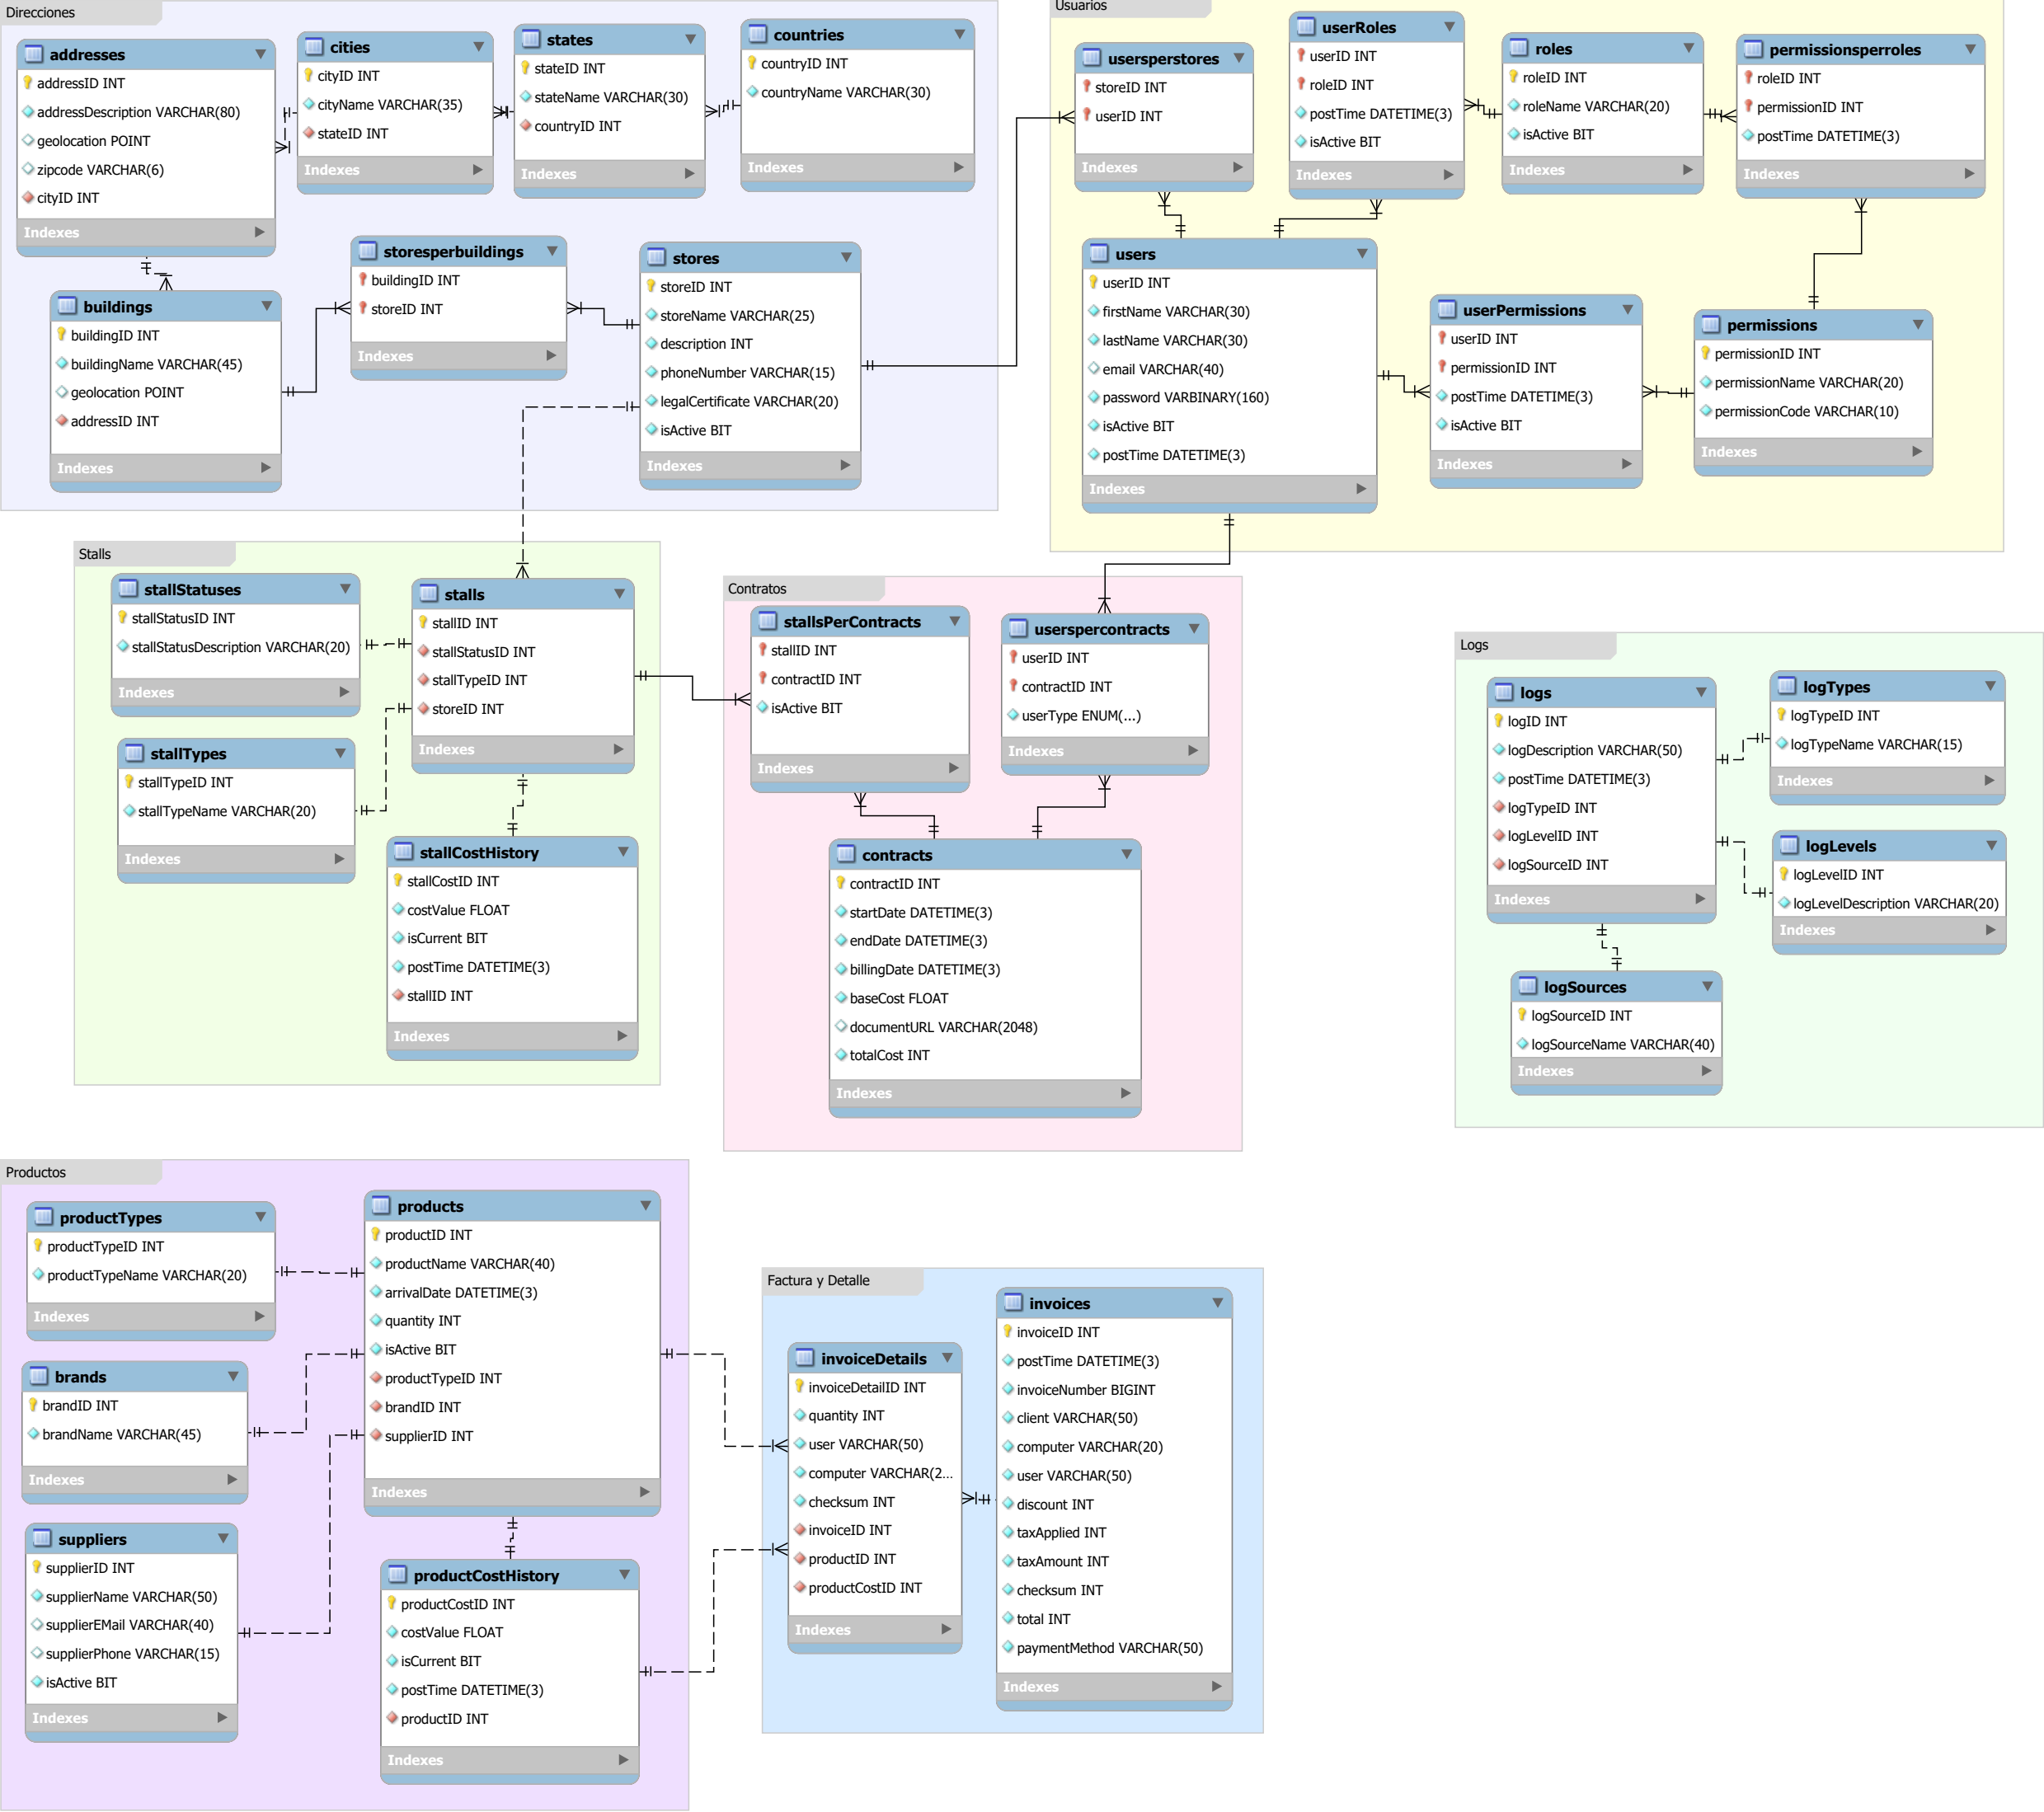 Direcciones
addresses
addressID INT
addressDescription VARCHAR(80)
geolocation POINT
zipcode VARCHAR(6)
cityID INT
Indexes
cities
cityID INT
cityName VARCHAR(35)
stateID INT
Indexes
states
stateID INT
stateName VARCHAR(30)
countryID INT
Indexes
countries
countryID INT
countryName VARCHAR(30)
Indexes
buildings
buildingID INT
buildingName VARCHAR(45)
geolocation POINT
addressID INT
Indexes
storesperbuildings
buildingID INT
storeID INT
Indexes
stores
storeID INT
storeName VARCHAR(25)
description INT
phoneNumber VARCHAR(15)
legalCertificate VARCHAR(20)
isActive BIT
Indexes
Usuarios
usersperstores
storeID INT
userID INT
Indexes
userRoles
userID INT
roleID INT
postTime DATETIME(3)
isActive BIT
Indexes
roles
roleID INT
roleName VARCHAR(20)
isActive BIT
Indexes
permissionsperroles
roleID INT
permissionID INT
postTime DATETIME(3)
Indexes
users
userID INT
firstName VARCHAR(30)
lastName VARCHAR(30)
email VARCHAR(40)
password VARBINARY(160)
isActive BIT
postTime DATETIME(3)
Indexes
userPermissions
userID INT
permissionID INT
postTime DATETIME(3)
isActive BIT
Indexes
permissions
permissionID INT
permissionName VARCHAR(20)
permissionCode VARCHAR(10)
Indexes
Stalls
stallStatuses
stallStatusID INT
stallStatusDescription VARCHAR(20)
Indexes
stalls
stallID INT
stallStatusID INT
stallTypeID INT
storeID INT
Indexes
stallTypes
stallTypeID INT
stallTypeName VARCHAR(20)
Indexes
stallCostHistory
stallCostID INT
costValue FLOAT
isCurrent BIT
postTime DATETIME(3)
stallID INT
Indexes
Contratos
stallsPerContracts
stallID INT
contractID INT
isActive BIT
Indexes
userspercontracts
userID INT
contractID INT
userType ENUM(...)
Indexes
contracts
contractID INT
startDate DATETIME(3)
endDate DATETIME(3)
billingDate DATETIME(3)
baseCost FLOAT
documentURL VARCHAR(2048)
totalCost INT
Indexes
Logs
logs
logID INT
logDescription VARCHAR(50)
postTime DATETIME(3)
logTypeID INT
logLevelID INT
logSourceID INT
Indexes
logTypes
logTypeID INT
logTypeName VARCHAR(15)
Indexes
logLevels
logLevelID INT
logLevelDescription VARCHAR(20)
Indexes
logSources
logSourceID INT
logSourceName VARCHAR(40)
Indexes
Productos
productTypes
productTypeID INT
productTypeName VARCHAR(20)
Indexes
brands
brandID INT
brandName VARCHAR(45)
Indexes
suppliers
supplierID INT
supplierName VARCHAR(50)
supplierEMail VARCHAR(40)
supplierPhone VARCHAR(15)
isActive BIT
Indexes
products
productID INT
productName VARCHAR(40)
arrivalDate DATETIME(3)
quantity INT
isActive BIT
productTypeID INT
brandID INT
supplierID INT
Indexes
productCostHistory
productCostID INT
costValue FLOAT
isCurrent BIT
postTime DATETIME(3)
productID INT
Indexes
Factura y Detalle
invoiceDetails
invoiceDetailID INT
quantity INT
user VARCHAR(50)
computer VARCHAR(2...
checksum INT
invoiceID INT
productID INT
productCostID INT
Indexes
invoices
invoiceID INT
postTime DATETIME(3)
invoiceNumber BIGINT
client VARCHAR(50)
computer VARCHAR(20)
user VARCHAR(50)
discount INT
taxApplied INT
taxAmount INT
checksum INT
total INT
paymentMethod VARCHAR(50)
Indexes